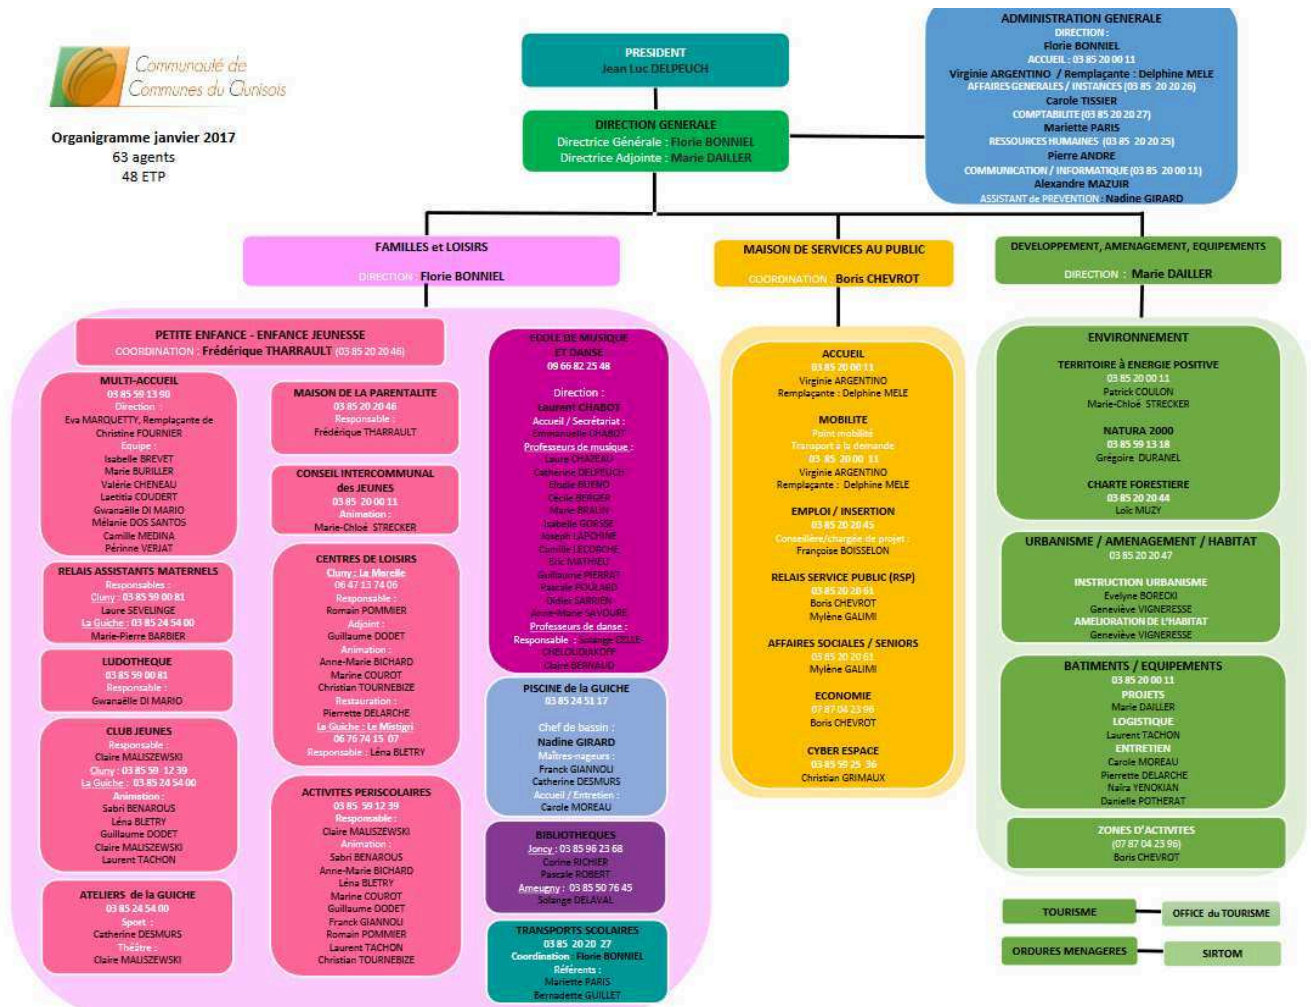 Communauté de
Communes du Clunisois
Organigramme janvier 2017
63 agents
48 ETP
PRESIDENT
Jean Luc DELPEUCH
DIRECTION GENERALE
Directrice Générale : Florie BONNIEL
Directrice Adjointe : Marie DAILLER
ADMINISTRATION GENERALE
DIRECTION :
Florie BONNIEL
ACCUEIL : 03 85 20 00 11
Virginie ARGENTINO / Remplaçante : Delphine MELE
AFFAIRES GENERALES / INSTANCES (03 85 20 20 26)
Carole TISSIER
COMPTABILITE (03 85 20 20 27)
Mariette PARIS
RESSOURCES HUMAINES (03 85 20 20 25)
Pierre ANDRE
COMMUNICATION / INFORMATIQUE (03 85 20 00 11)
Alexandre MAZUIR
ASSISTANT de PREVENTION : Nadine GIRARD
FAMILLES et LOISIRS
DIRECTION : Florie BONNIEL
MAISON DE SERVICES AU PUBLIC
COORDINATION : Boris CHEVROT
DEVELOPPEMENT, AMENAGEMENT, EQUIPEMENTS
DIRECTION : Marie DAILLER
PETITE ENFANCE - ENFANCE JEUNESSE
COORDINATION : Frédérique THARRAULT (03 85 20 20 46)
MULTI-ACCUEIL
03 85 59 13 90
Direction :
Eva MARQUETTY, Remplaçante de
Christine FOURNIER
Equipe :
Isabelle BREVET
Marie BURILLER
Valérie CHENEAU
Laetitia COUDERT
Gwanaëlle DI MARIO
Mélanie DOS SANTOS
Camille MEDINA
Périnne VERJAT
RELAIS ASSISTANTS MATERNELS
Responsables :
Cluny : 03 85 59 00 81
Laure SEVELINGE
La Guiche : 03 85 24 54 00
Marie-Pierre BARBIER
LUDOTHEQUE
03 85 59 00 81
Responsable :
Gwanaëlle DI MARIO
CLUB JEUNES
Responsable :
Claire MALISZEWSKI
Cluny : 03 85 59 12 39
La Guiche : 03 85 24 54 00
Animation :
Sabri BENAROUS
Léna BLETRY
Guillaume DODET
Claire MALISZEWSKI
Laurent TACHON
ATELIERS de la GUICHE
03 85 24 54 00
Sport :
Catherine DESMURS
Théâtre :
Claire MALISZEWSKI
MAISON DE LA PARENTALITE
03 85 20 20 46
Responsable :
Frédérique THARRAULT
CONSEIL INTERCOMMUNAL
des JEUNES
03 85 20 00 11
Animation :
Marie-Chloé STRECKER
CENTRES DE LOISIRS
Cluny : La Marelle
06 47 13 74 06
Responsable :
Romain POMMIER
Adjoint :
Guillaume DODET
Animation :
Anne-Marie BICHARD
Marine COUROT
Christian TOURNEBIZE
Restauration :
Pierrette DELARCHE
La Guiche : Le Mistigri
06 76 74 15 07
Responsable : Léna BLETRY
ACTIVITES PERISCOLAIRES
03 85 59 12 39
Responsable :
Claire MALISZEWSKI
Animation :
Sabri BENAROUS
Anne-Marie BICHARD
Léna BLETRY
Marine COUROT
Guillaume DODET
Franck GIANNOLI
Romain POMMIER
Laurent TACHON
Christian TOURNEBIZE
ECOLE DE MUSIQUE
ET DANSE
09 66 82 25 48
Direction :
Laurent CHABOT
Accueil / Secrétariat :
Emmanuelle CHABOT
Professeurs de musique :
Laure CHAZEAU
Catherine DELPEUCH
Elodie BUENO
Cécile BERGER
Marie BRAUN
Isabelle GORSSE
Joseph LAPCHINE
Camille LECORCHE
Eric MATHIEU
Guillaume PIERRAT
Pascale POULARD
Didier SARRIEN
Anne-Marie SAVOURE
Professeurs de danse :
Responsable : Solange CELLE-
CHELOUDIAKOFF
Claire BERNAUD
PISCINE de la GUICHE
03 85 24 51 17
Chef de bassin :
Nadine GIRARD
Maîtres-nageurs :
Franck GIANNOLI
Catherine DESMURS
Accueil / Entretien :
Carole MOREAU
BIBLIOTHEQUES
Joncy : 03 85 96 23 68
Corine RICHIER
Pascale ROBERT
Ameugny : 03 85 50 76 45
Solange DELAVAL
TRANSPORTS SCOLAIRES
03 85 20 20 27
Coordination : Florie BONNIEL
Référents :
Mariette PARIS
Bernadette GUILLET
ACCUEIL
03 85 20 00 11
Virginie ARGENTINO
Remplaçante : Delphine MELE
MOBILITE
Point mobilité
Transport à la demande
03 85 20 00 11
Virginie ARGENTINO
Remplaçante : Delphine MELE
EMPLOI / INSERTION
03 85 20 20 45
Conseillère/chargée de projet :
Françoise BOISSELON
RELAIS SERVICE PUBLIC (RSP)
03 85 20 20 61
Boris CHEVROT
Mylène GALIMI
AFFAIRES SOCIALES / SENIORS
03 85 20 20 61
Mylène GALIMI
ECONOMIE
07 87 04 23 96
Boris CHEVROT
CYBER ESPACE
03 85 59 25 36
Christian GRIMAUX
ENVIRONNEMENT
TERRITOIRE à ENERGIE POSITIVE
03 85 20 00 11
Patrick COULON
Marie-Chloé STRECKER
NATURA 2000
03 85 59 13 18
Grégoire DURANEL
CHARTE FORESTIERE
03 85 20 20 44
Loïc MUZY
URBANISME / AMENAGEMENT / HABITAT
03 85 20 20 47
INSTRUCTION URBANISME
Evelyne BORECKI
Geneviève VIGNERESSE
AMELIORATION DE L'HABITAT
Geneviève VIGNERESSE
BATIMENTS / EQUIPEMENTS
03 85 20 00 11
PROJETS
Marie DAILLER
LOGISTIQUE
Laurent TACHON
ENTRETIEN
Carole MOREAU
Pierrette DELARCHE
Naïra YENOKIAN
Danielle POTHERAT
ZONES D'ACTIVITES
(07 87 04 23 96)
Boris CHEVROT
TOURISME
OFFICE du TOURISME
ORDURES MENAGERES
SIRTOM